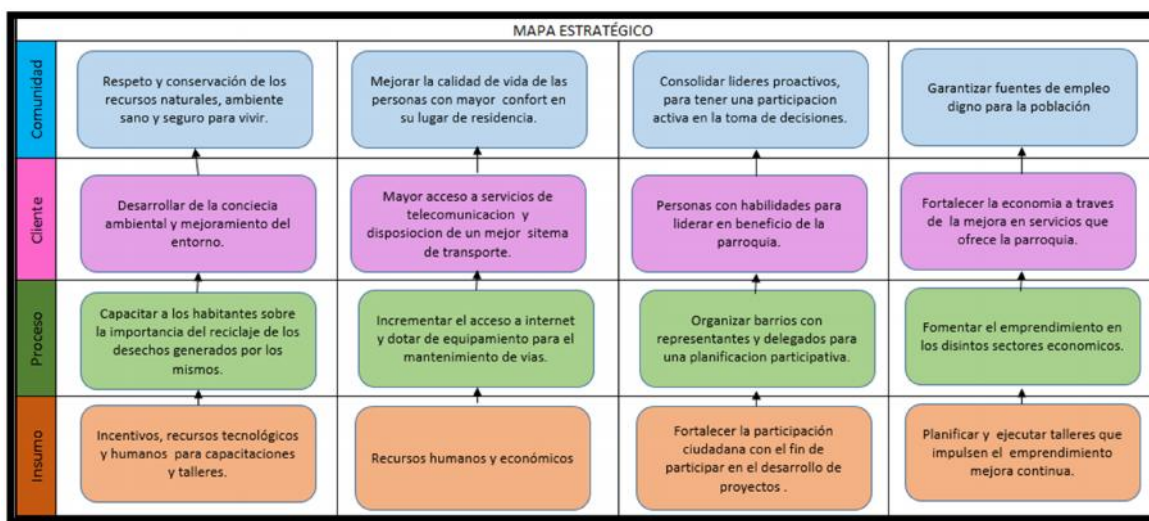 MAPA ESTRATÉGICO
Comunidad
Respeto y conservación de los
recursos naturales, ambiente
sano y seguro para vivir.
Mejorar la calidad de vida de las
personas con mayor confort en
su lugar de residencia.
Consolidar lideres proactivos,
para tener una participacion
activa en la toma de decisiones.
Garantizar fuentes de empleo
digno para la población
Cliente
Desarrollar de la conciecia
ambiental y mejoramiento del
entorno.
Mayor acceso a servicios de
telecomunicacion y
disposiocion de un mejor sitema
de transporte.
Personas con habilidades para
liderar en beneficio de la
parroquia.
Fortalecer la economia a traves
de la mejora en servicios que
ofrece la parroquia.
Proceso
Capacitar a los habitantes sobre
la importancia del reciclaje de los
desechos generados por los
mismos.
Incrementar el acceso a internet
y dotar de equipamiento para el
mantenimiento de vias.
Organizar barrios con
representantes y delegados para
una planificacion participativa.
Fomentar el emprendimiento en
los disintos sectores economicos.
Insumo
Incentivos, recursos tecnológicos
y humanos para capacitaciones
y talleres.
Recursos humanos y económicos
Fortalecer la participación
ciudadana con el fin de
participar en el desarrollo de
proyectos .
Planificar y ejecutar talleres que
impulsen el emprendimiento
mejora continua.